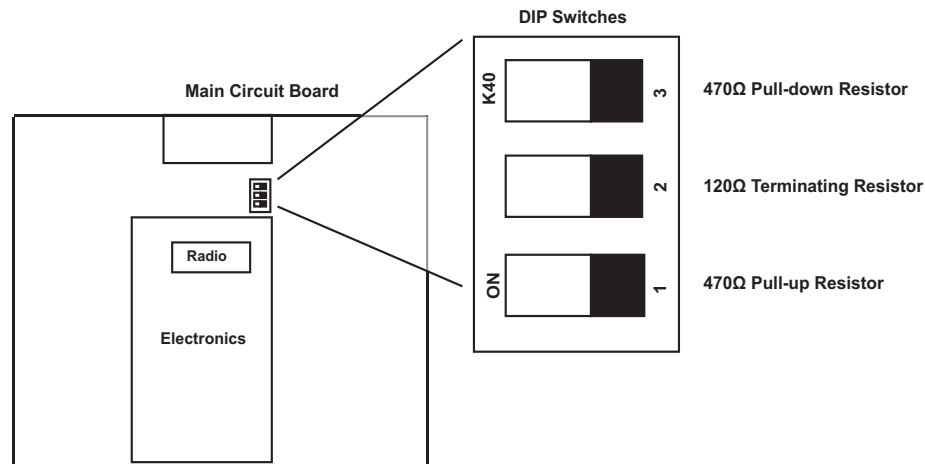 DIP Switches
Main Circuit Board
K40
3
470Ω Pull-down Resistor
2
120Ω Terminating Resistor
ON
1
470Ω Pull-up Resistor
Radio
Electronics